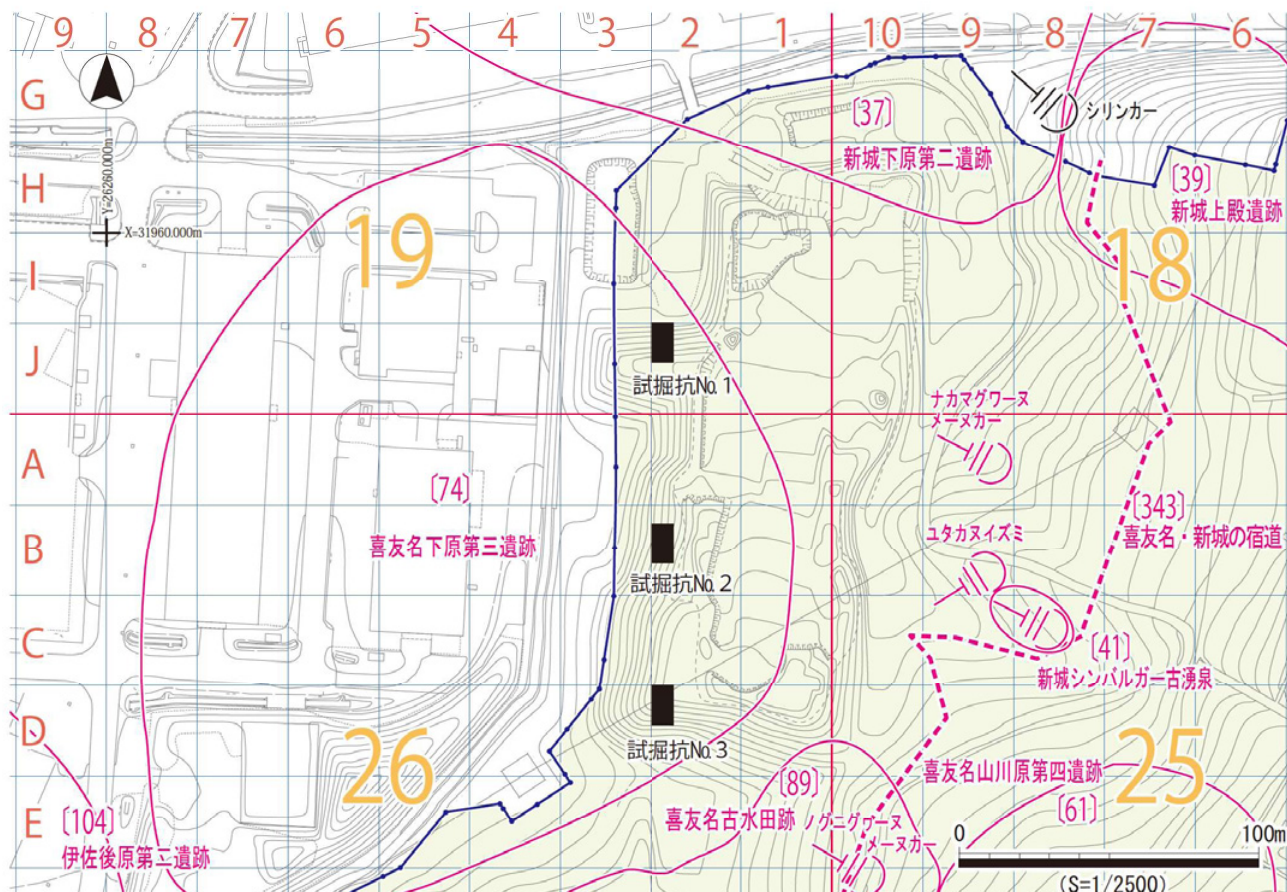 9 8 7 6 5 4 3 2 1 10 9 8 7 6
G
H
I
J
A
B
C
D
E
Y=26260.000m
X=31960.000m
19
18
26
25
〔37〕
新城下原第二遺跡
シリンカー
〔39〕
新城上殿遺跡
試掘抗No.1
ナカマグワーヌ
メーヌカー
〔74〕
喜友名下原第三遺跡
試掘抗No.2
ユタカヌイズミ
〔343〕
喜友名・新城の宿道
〔41〕
新城シンバルガー古湧泉
試掘抗No.3
〔89〕
喜友名古水田跡
ノグニグワーヌ
メーヌカー
喜友名山川原第四遺跡
〔61〕
〔104〕
伊佐後原第二遺跡
0 100m
(S=1/2500)